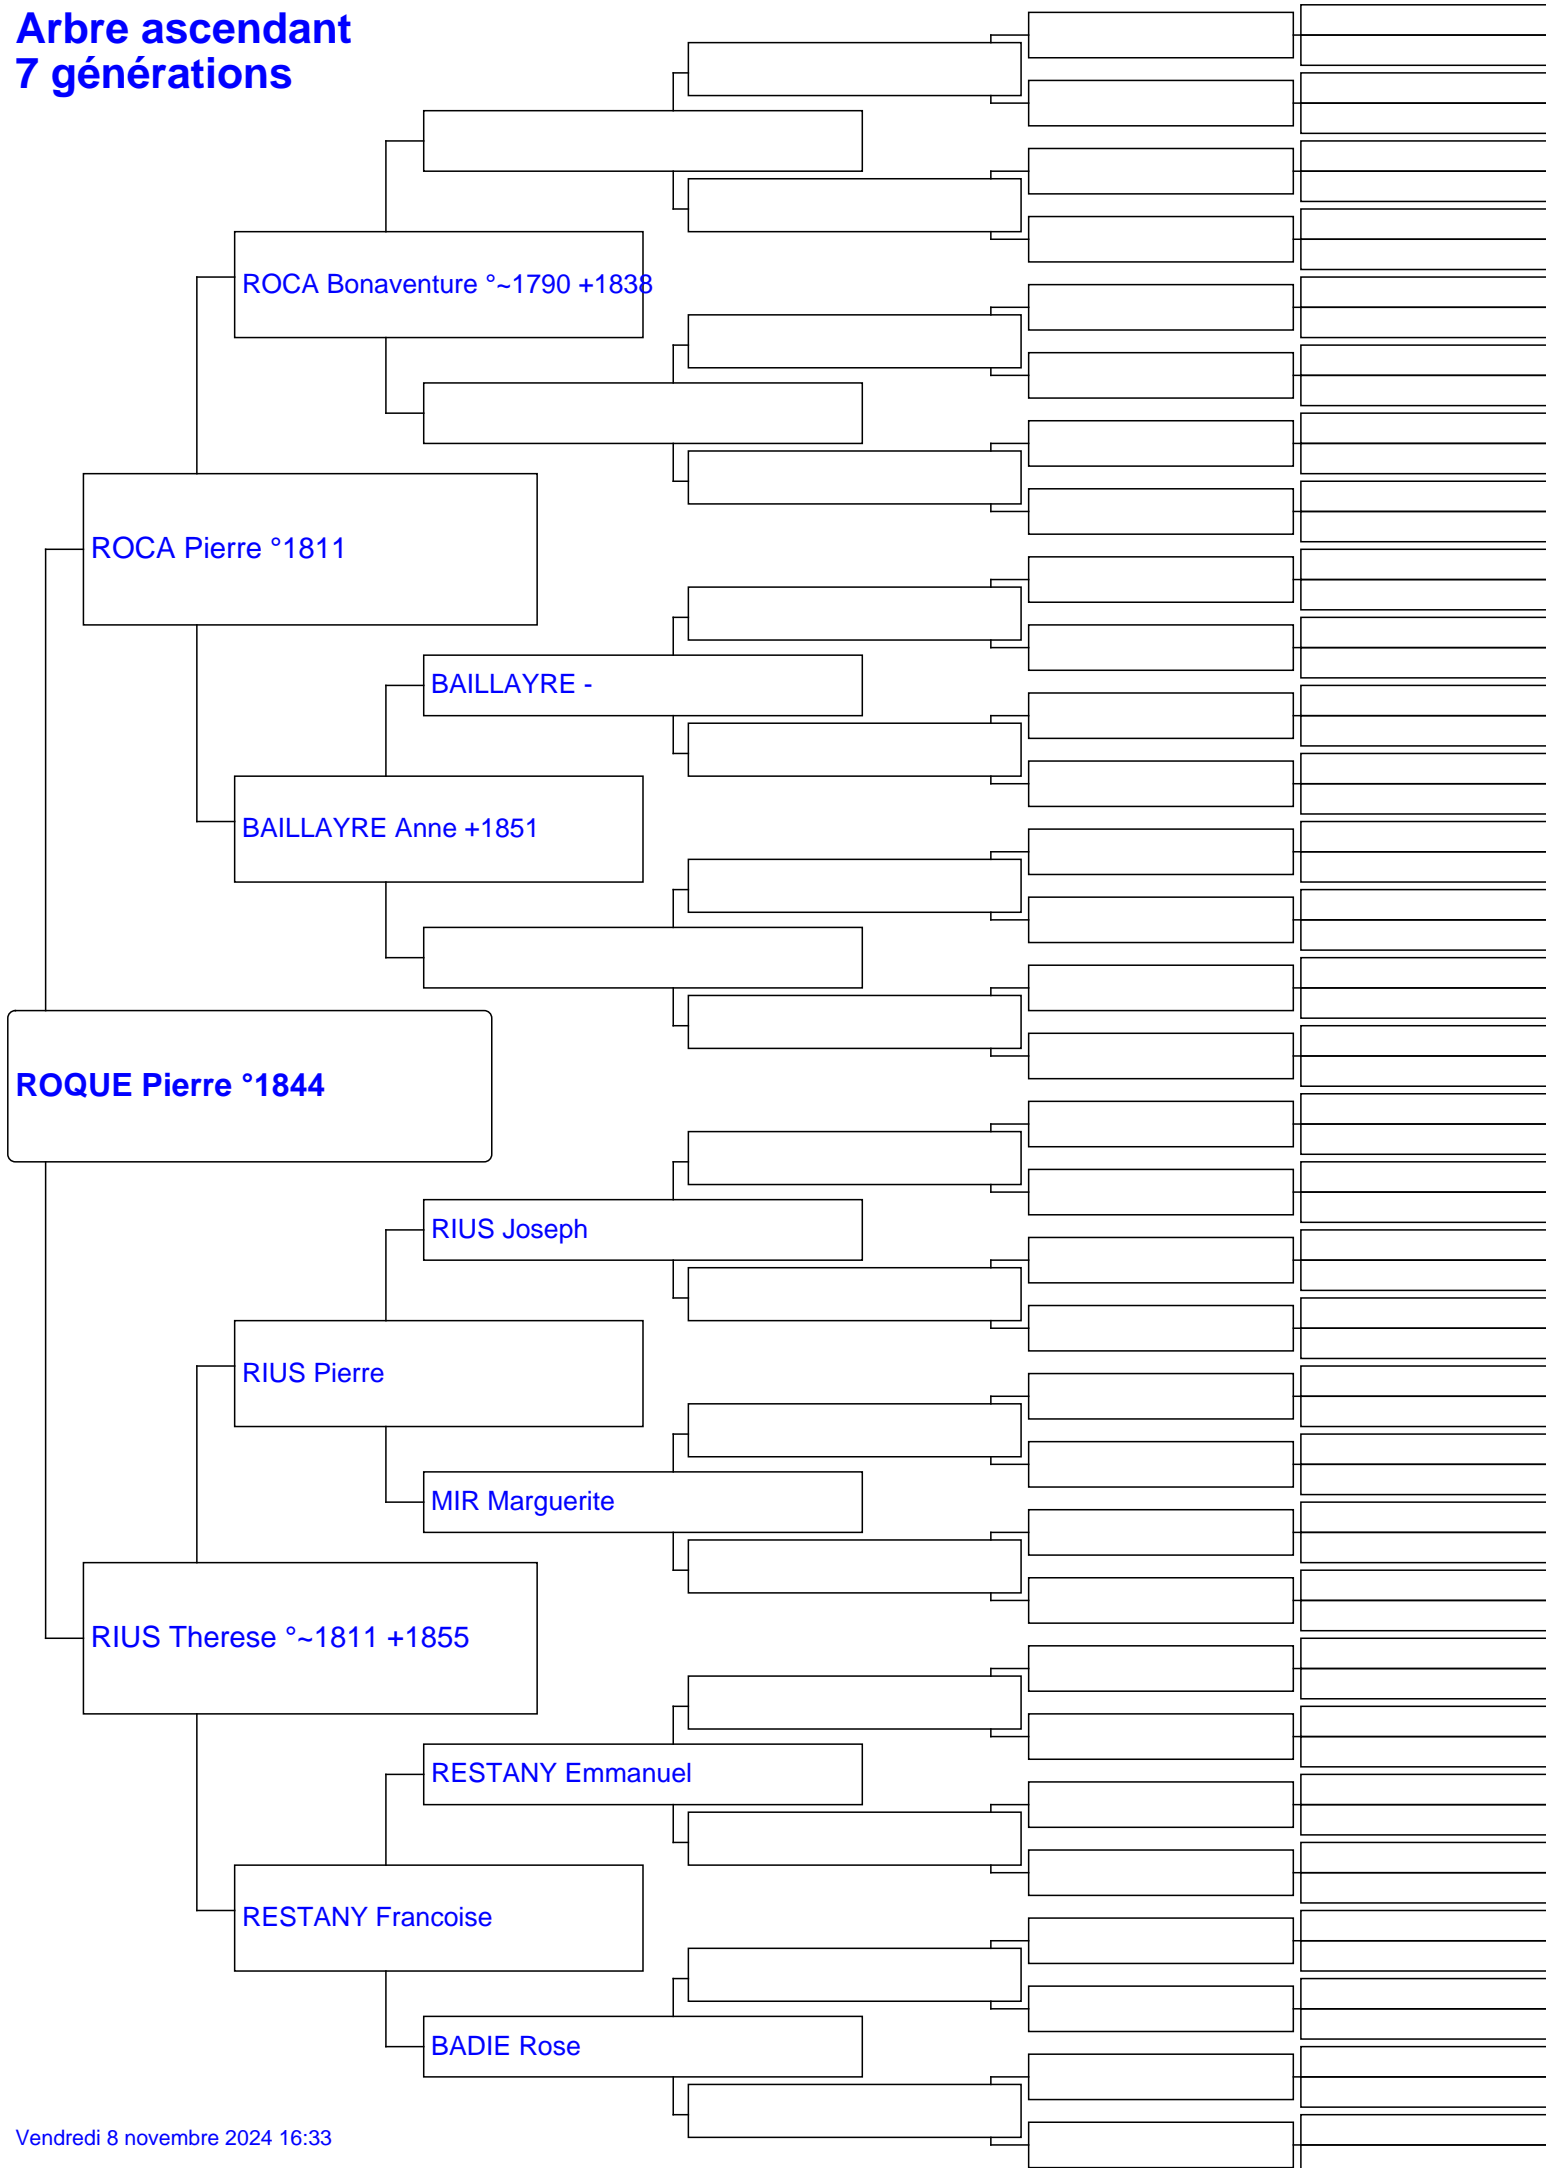 Arbre ascendant
7 générations
ROCA Bonaventure °~1790 +1838
ROCA Pierre °1811
BAILLAYRE -
BAILLAYRE Anne +1851
ROQUE Pierre °1844
RIUS Joseph
RIUS Pierre
MIR Marguerite
RIUS Therese °~1811 +1855
RESTANY Emmanuel
RESTANY Francoise
BADIE Rose
Vendredi 8 novembre 2024 16:33